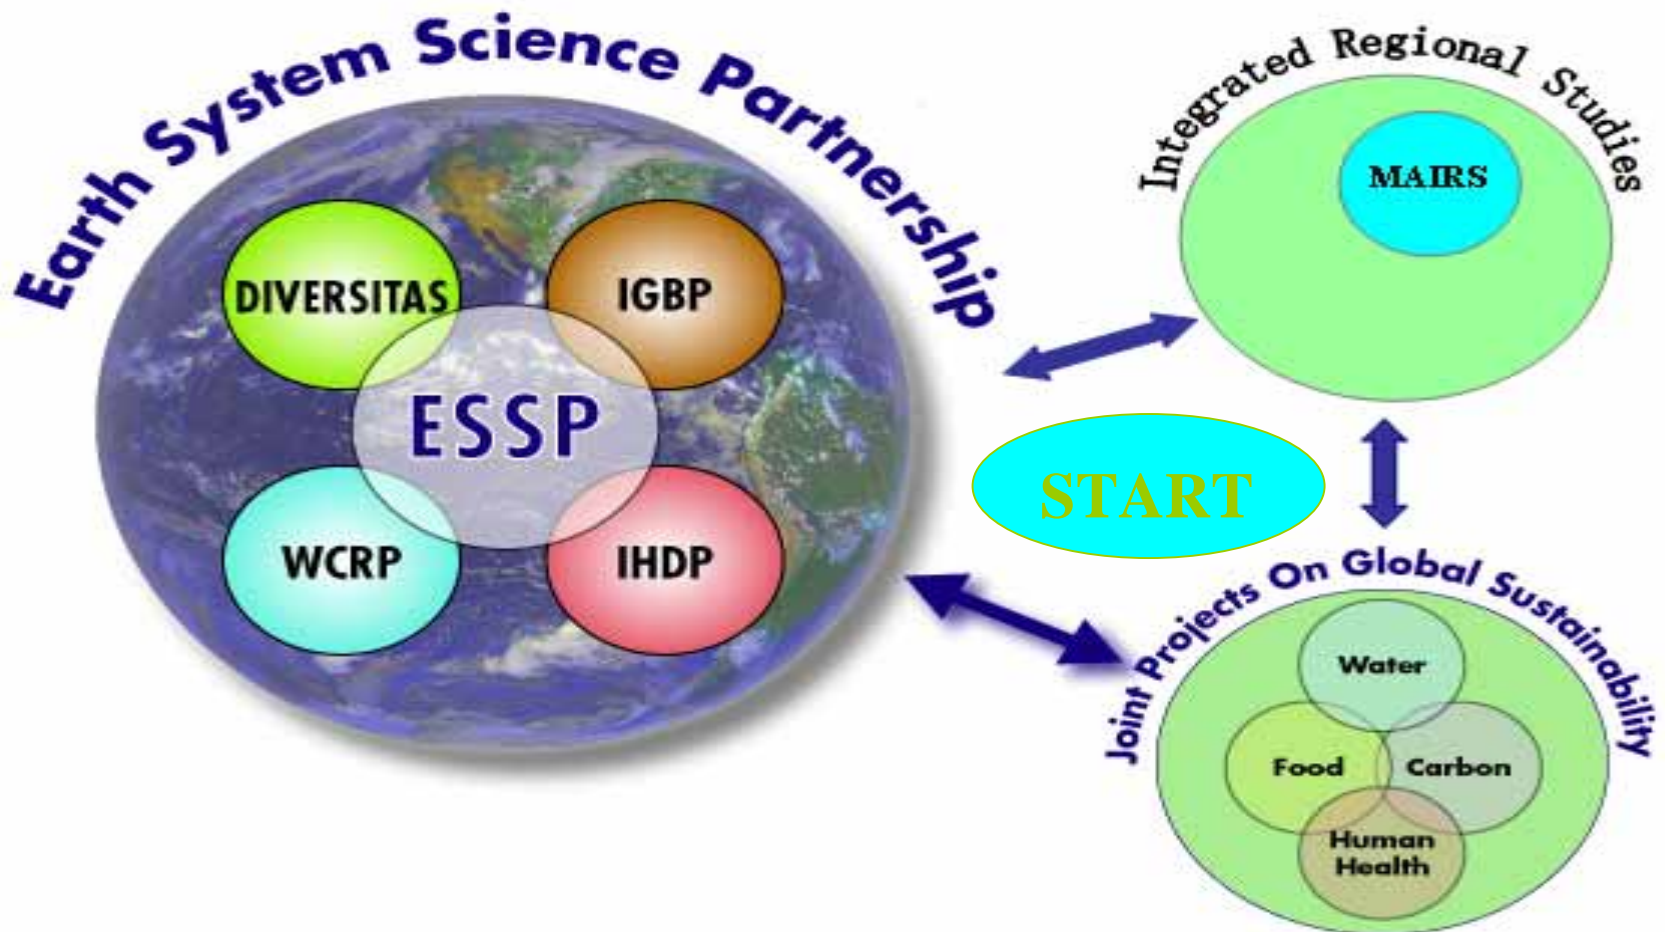 Earth System Science Partnership
DIVERSITAS
IGBP
ESSP
WCRP
IHDP
Integrated Regional Studies
MAIRS
START
Joint Projects On Global Sustainability
Water
Food
Carbon
Human
Health